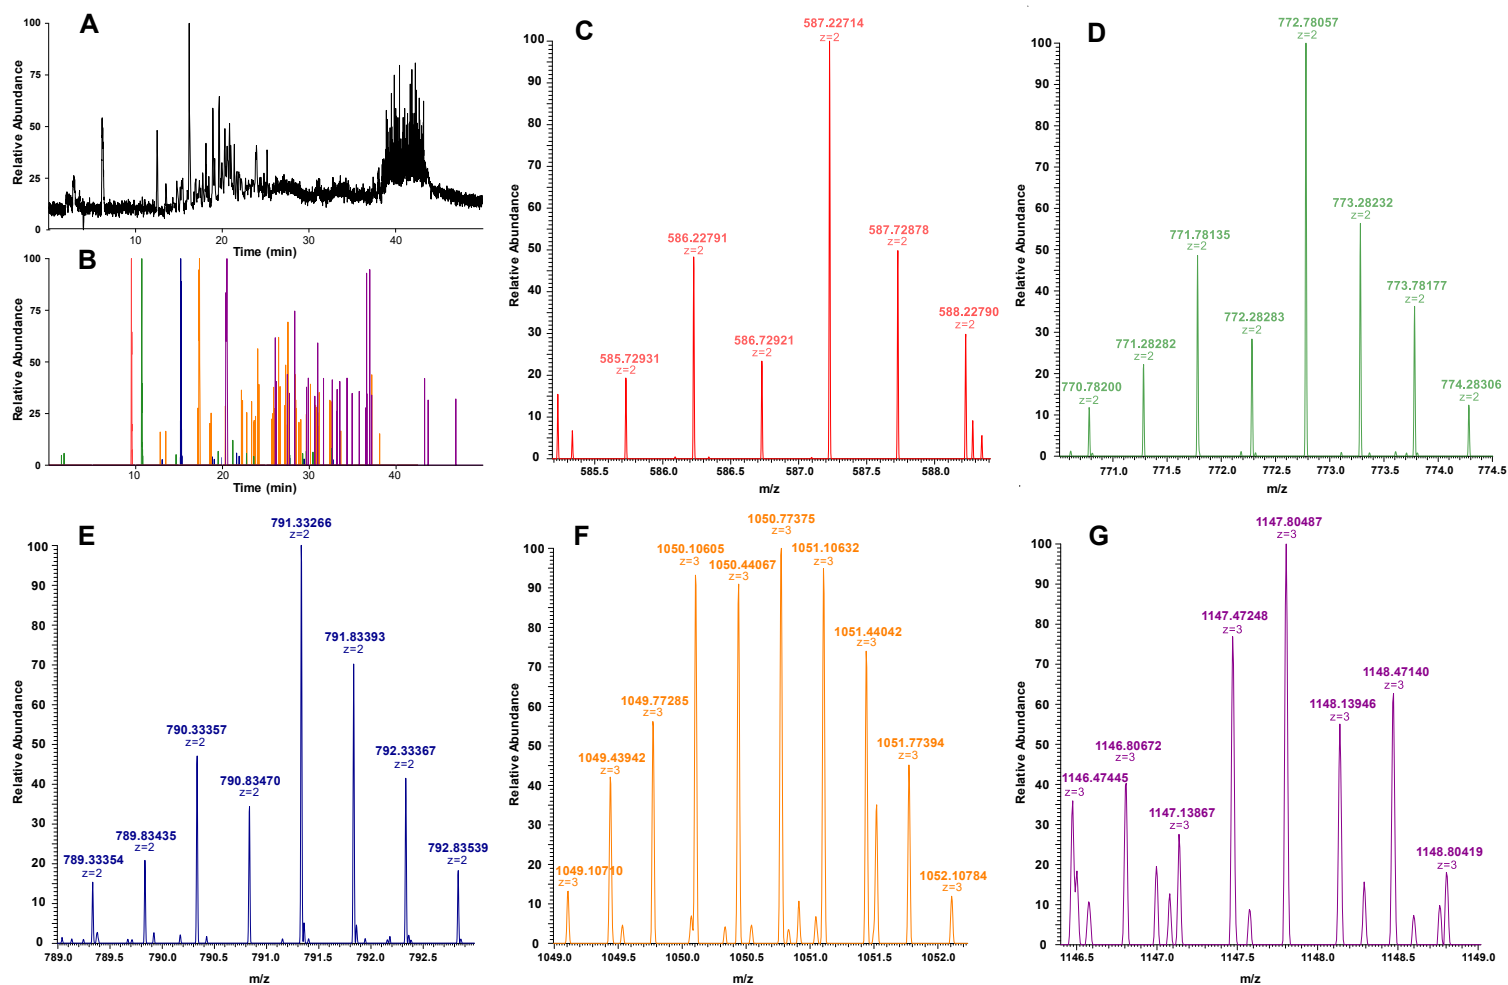 A
100
75
50
25
0
Relative Abundance
10
20
30
40
Time (min)
B
100
75
50
25
0
Relative Abundance
10
20
30
40
Time (min)
C
587.22714
z=2
586.22791
z=2
587.72878
z=2
588.22790
z=2
586.72921
z=2
585.72931
z=2
100
90
80
70
60
50
40
30
20
10
0
Relative Abundance
585.5
586.0
586.5
587.0
587.5
588.0
m/z
D
772.78057
z=2
773.28232
z=2
771.78135
z=2
773.78177
z=2
772.28283
z=2
771.28282
z=2
770.78200
z=2
774.28306
z=2
100
90
80
70
60
50
40
30
20
10
0
Relative Abundance
771.0
771.5
772.0
772.5
773.0
773.5
774.0
774.5
m/z
E
791.33266
z=2
791.83393
z=2
790.33357
z=2
792.33367
z=2
790.83470
z=2
789.83435
z=2
789.33354
z=2
792.83539
z=2
100
90
80
70
60
50
40
30
20
10
0
Relative Abundance
789.0
789.5
790.0
790.5
791.0
791.5
792.0
792.5
m/z
F
1050.77375
z=3
1050.10605
z=3
1051.10632
z=3
1050.44067
z=3
1051.44042
z=3
1049.77285
z=3
1049.43942
z=3
1051.77394
z=3
1049.10710
z=3
1052.10784
z=3
100
90
80
70
60
50
40
30
20
10
0
Relative Abundance
1049.0
1049.5
1050.0
1050.5
1051.0
1051.5
1052.0
m/z
G
1147.80487
z=3
1147.47248
z=3
1148.47140
z=3
1148.13946
z=3
1146.80672
z=3
1146.47445
z=3
1147.13867
z=3
1148.80419
z=3
100
90
80
70
60
50
40
30
20
10
0
Relative Abundance
1146.5
1147.0
1147.5
1148.0
1148.5
1149.0
m/z